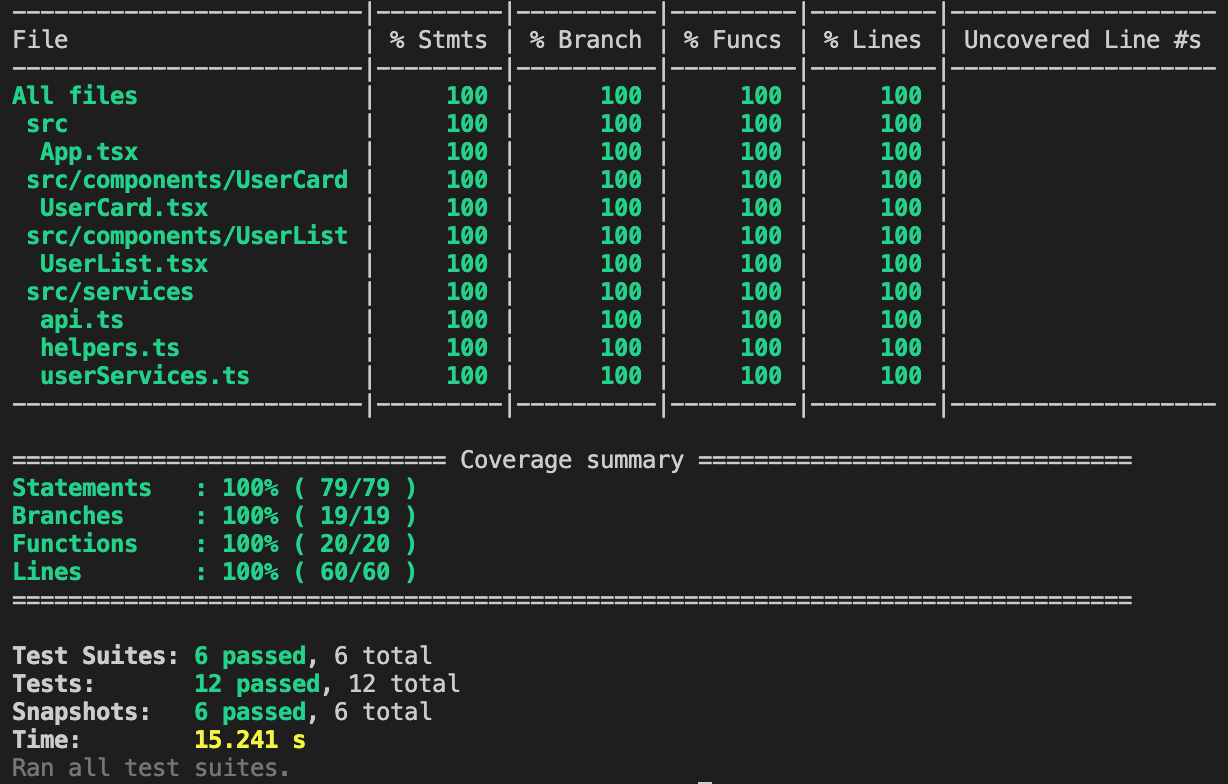 ----------------------------|----------|-----------|----------|----------|---------------------
File                        | % Stmts  | % Branch  | % Funcs  | % Lines  | Uncovered Line #s
----------------------------|----------|-----------|----------|----------|---------------------
All files                   |     100  |      100  |     100  |     100  |
 src                        |     100  |      100  |     100  |     100  |
  App.tsx                   |     100  |      100  |     100  |     100  |
 src/components/UserCard    |     100  |      100  |     100  |     100  |
  UserCard.tsx              |     100  |      100  |     100  |     100  |
 src/components/UserList    |     100  |      100  |     100  |     100  |
  UserList.tsx              |     100  |      100  |     100  |     100  |
 src/services               |     100  |      100  |     100  |     100  |
  api.ts                    |     100  |      100  |     100  |     100  |
  helpers.ts                |     100  |      100  |     100  |     100  |
  userServices.ts           |     100  |      100  |     100  |     100  |
----------------------------|----------|-----------|----------|----------|---------------------
=============================== Coverage summary ===============================
Statements   : 100% ( 79/79 )
Branches     : 100% ( 19/19 )
Functions    : 100% ( 20/20 )
Lines        : 100% ( 60/60 )
================================================================================
Test Suites: 6 passed, 6 total
Tests:       12 passed, 12 total
Snapshots:   6 passed, 6 total
Time:        15.241 s
Ran all test suites.